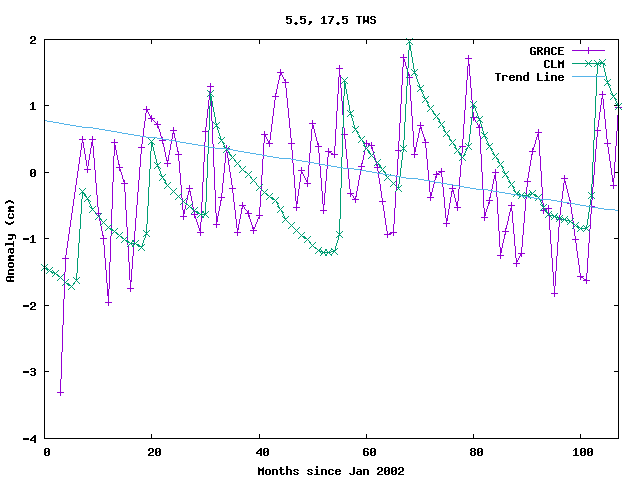 5.5, 17.5 TWS
GRACE
CLM
Trend Line
2
1
0
-1
-2
-3
-4
Anomaly (cm)
0 20 40 60 80 100
Months since Jan 2002